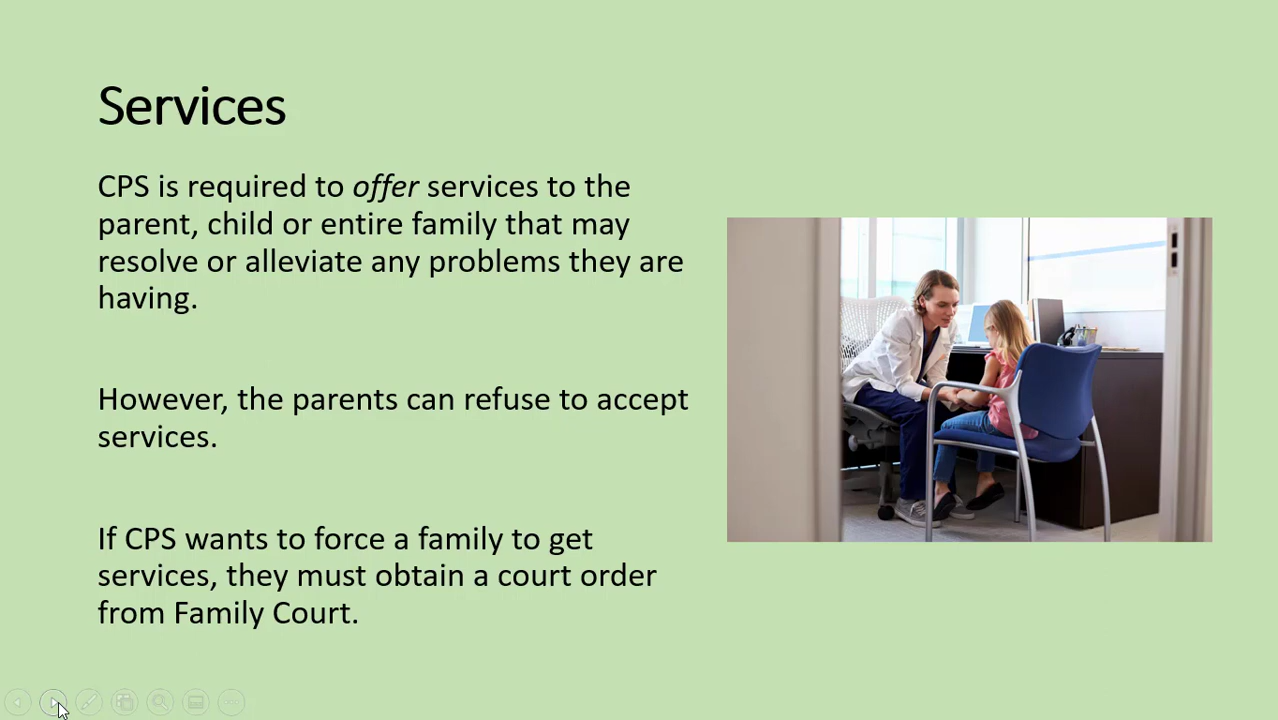 Services
CPS is required to offer services to the
parent, child or entire family that may
resolve or alleviate any problems they are
having.
However, the parents can refuse to accept
services.
If CPS wants to force a family to get
services, they must obtain a court order
from Family Court.